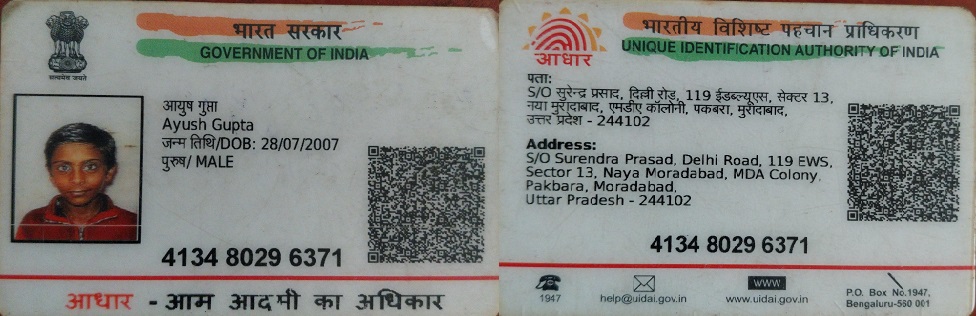 भारत सरकार
GOVERNMENT OF INDIA
सत्यमेव जयते
आयुष गुप्ता
Ayush Gupta
जन्म तिथि/DOB: 28/07/2007
पुरुष/ MALE
4134 8029 6371
आधार - आम आदमी का अधिकार
भारतीय विशिष्ट पहचान प्राधिकरण
UNIQUE IDENTIFICATION AUTHORITY OF INDIA
आधार
पता:
S/O सुरेन्द्र प्रसाद, दिल्ली रोड, 119 ईडब्ल्यूएस, सेक्टर 13,
नया मुरादाबाद, एमडीए कॉलोनी, पकबरा, मुरादाबाद,
उत्तर प्रदेश - 244102
Address:
S/O Surendra Prasad, Delhi Road, 119 EWS,
Sector 13, Naya Moradabad, MDA Colony,
Pakbara, Moradabad,
Uttar Pradesh - 244102
4134 8029 6371
1947
help@uidai.gov.in
WWW
www.uidai.gov.in
P.O. Box No.1947,
Bengaluru-560 001